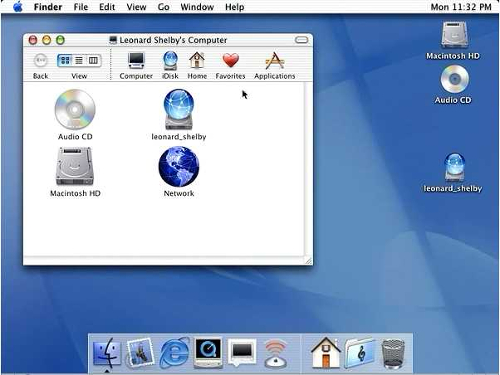 Finder File Edit View Go Window Help Mon 11:32 PM
Leonard Shelby's Computer
Back View Computer iDisk Home Favorites Applications
Audio CD leonard_shelby
Macintosh HD Network
Macintosh HD
Audio CD
leonard_shelby